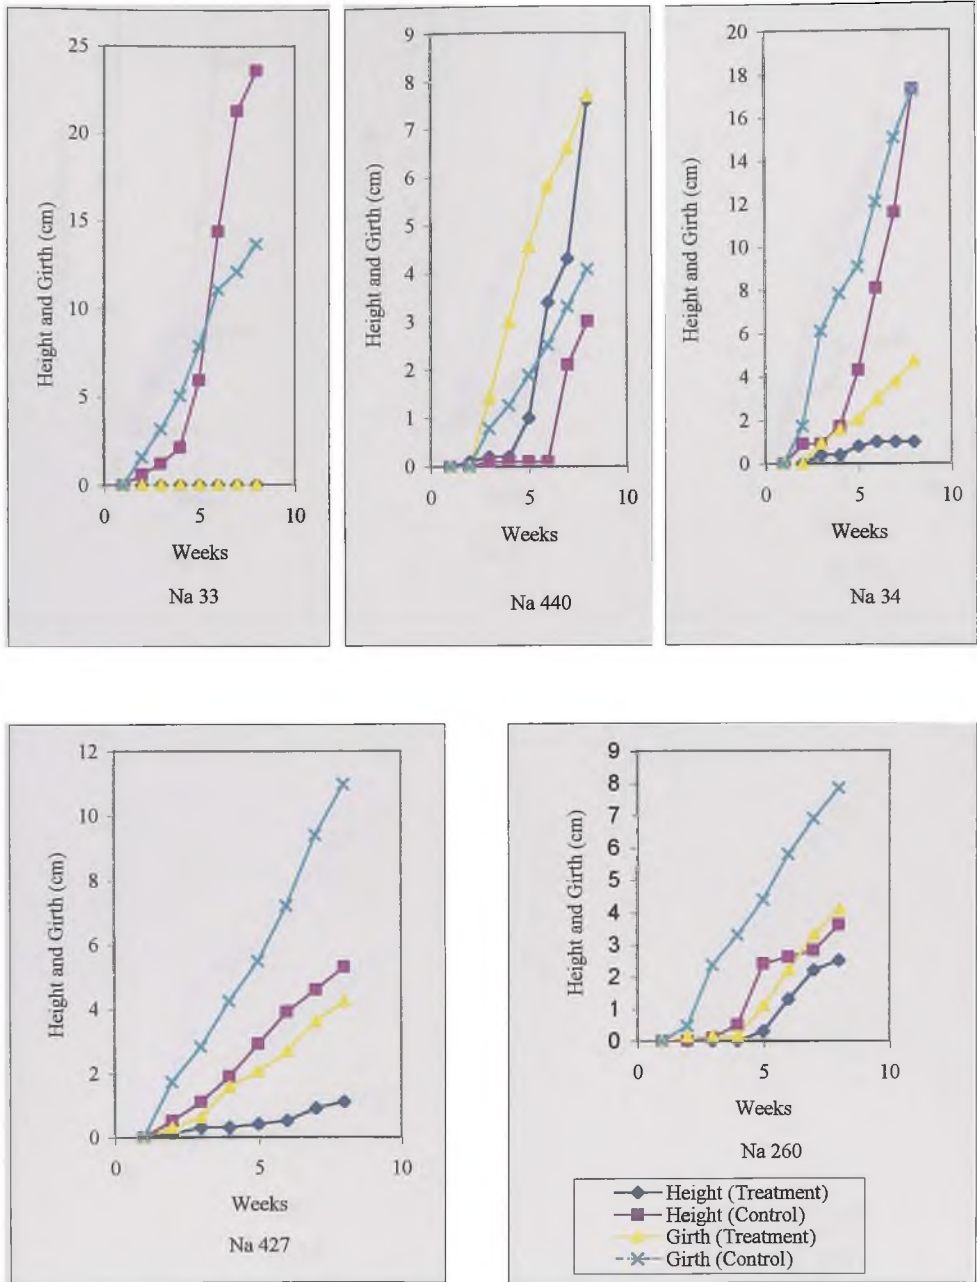 25
20
15
10
5
0
0 5 10
Height and Girth (cm)
Weeks
Na 33
9
8
7
6
5
4
3
2
1
0
0 5 10
Height and Girth (cm)
Weeks
Na 440
20
18
16
14
12
10
8
6
4
2
0
0 5 10
Height and Girth (cm)
Weeks
Na 34
12
10
8
6
4
2
0
0 5 10
Height and Girth (cm)
Weeks
Na 427
9
8
7
6
5
4
3
2
1
0
0 5 10
Height and Girth (cm)
Weeks
Na 260
Height (Treatment)
Height (Control)
Girth (Treatment)
Girth (Control)